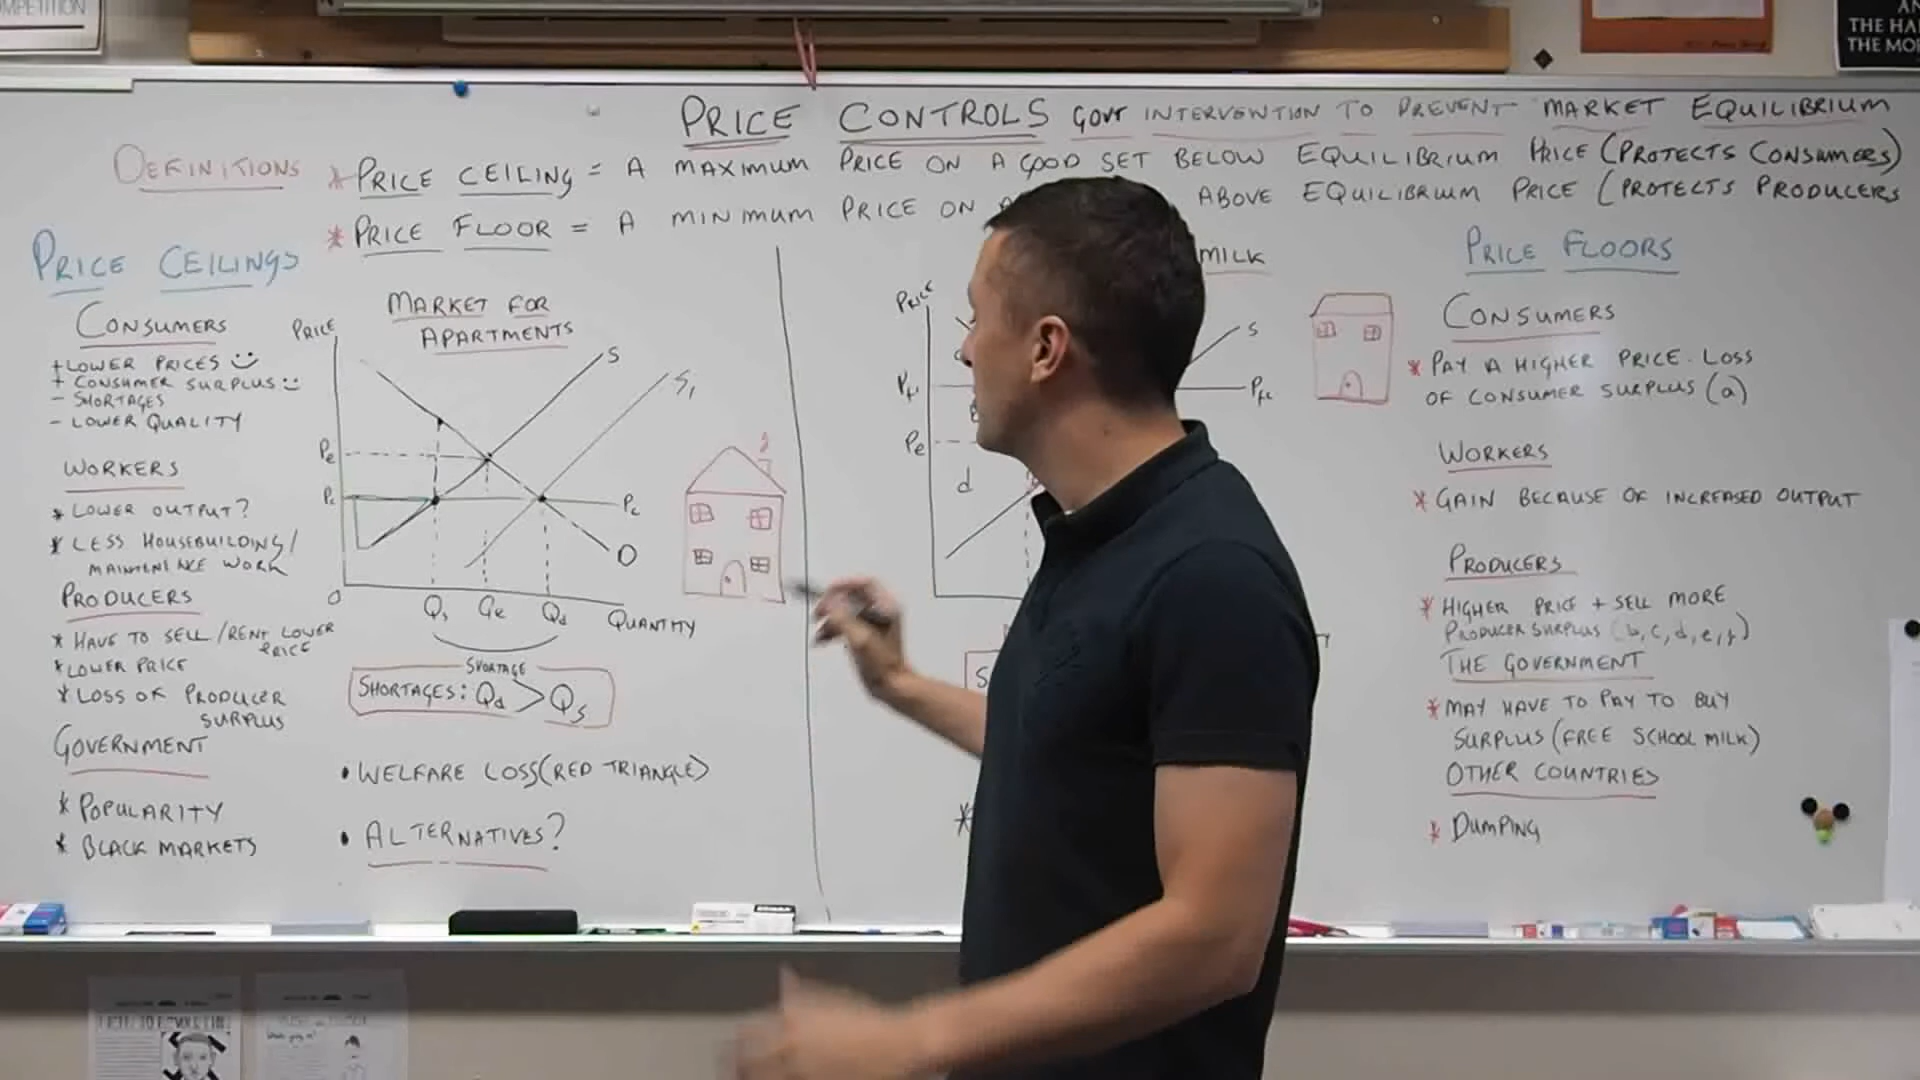 PRICE CONTROLS GOVT INTERVENTION TO PREVENT MARKET EQUILIBRIUM
DEFINITIONS
* PRICE CEILING = A MAXIMUM PRICE ON A GOOD SET BELOW EQUILIBRIUM PRICE (PROTECTS CONSUMERS)
* PRICE FLOOR = A MINIMUM PRICE ON ABOVE EQUILIBRIUM PRICE (PROTECTS PRODUCERS
PRICE CEILINGS
CONSUMERS
+ LOWER PRICES
+ CONSUMER SURPLUS
- SHORTAGES
- LOWER QUALITY
WORKERS
* LOWER OUTPUT?
* LESS HOUSEBUILDING/
MAINTENENCE WORK
PRODUCERS
* HAVE TO SELL/RENT LOWER
PRICE
* LOWER PRICE
* LOSS OF PRODUCER
SURPLUS
GOVERNMENT
* POPULARITY
* BLACK MARKETS
MARKET FOR
APARTMENTS
PRICE
S
S1
Pe
Pc
Pc
D
O
Qs Qe Qd QUANTITY
SHORTAGE
SHORTAGES: Qd > Qs
• WELFARE LOSS (RED TRIANGLE)
• ALTERNATIVES?
MILK
PRICE
S
Pe
d
PRICE FLOORS
CONSUMERS
* PAY A HIGHER PRICE. LOSS
OF CONSUMER SURPLUS (a)
WORKERS
* GAIN BECAUSE OF INCREASED OUTPUT
PRODUCERS
* HIGHER PRICE + SELL MORE
PRODUCER SURPLUS (b,c,d,e,f)
THE GOVERNMENT
* MAY HAVE TO PAY TO BUY
SURPLUS (FREE SCHOOL MILK)
OTHER COUNTRIES
* DUMPING
THE
THE